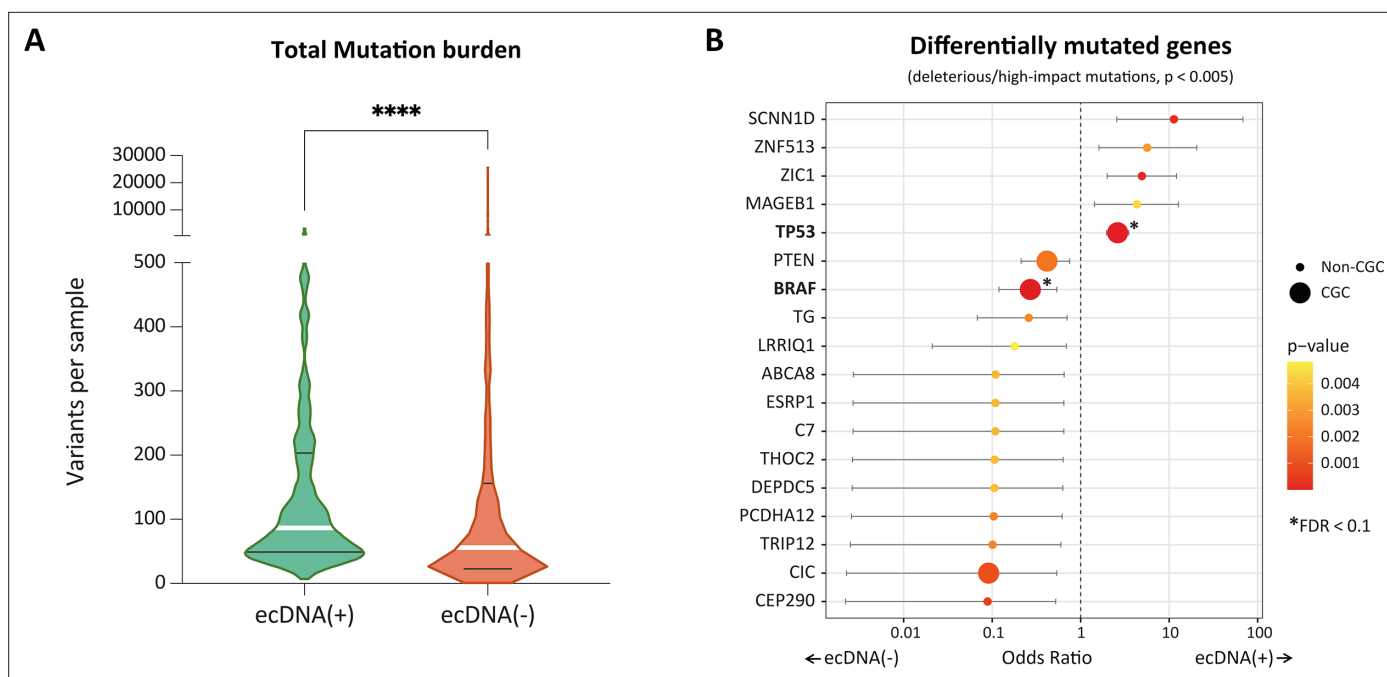 A
Total Mutation burden
****
30000
20000
10000
500
400
300
200
100
0
Variants per sample
ecDNA(+)
ecDNA(-)
B
Differentially mutated genes
(deleterious/high-impact mutations, p < 0.005)
SCNN1D
ZNF513
ZIC1
MAGEB1
TP53
*
PTEN
BRAF
*
TG
LRRIQ1
ABCA8
ESRP1
C7
THOC2
DEPDC5
PCDHA12
TRIP12
CIC
CEP290
0.01
0.1
1
10
100
←ecDNA(-)
Odds Ratio
ecDNA(+)→
Non-CGC
CGC
p-value
0.004
0.003
0.002
0.001
*FDR < 0.1